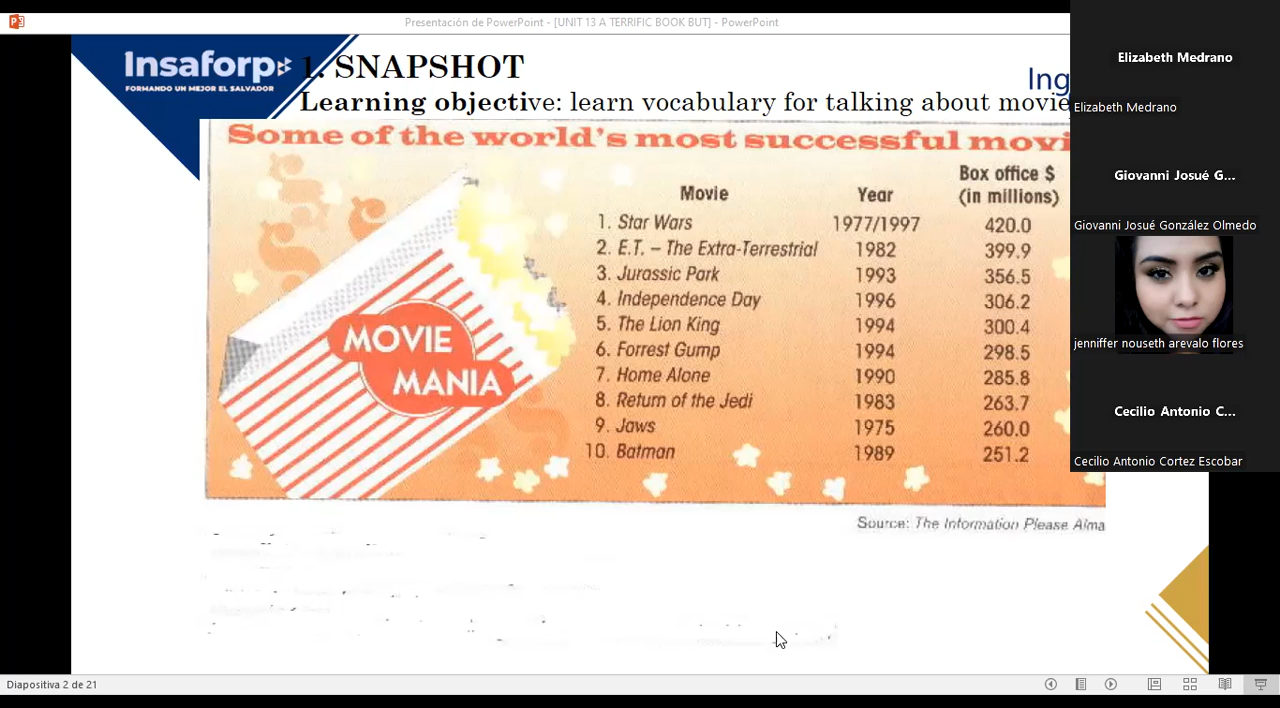 Presentación de PowerPoint - [UNIT 13 A TERRIFIC BOOK BUT] - PowerPoint
Insaforp
FORMANDO UN MEJOR EL SALVADOR
1. SNAPSHOT
Ing
Learning objective: learn vocabulary for talking about movie
Some of the world's most successful movi
Movie Year Box office $ (in millions)
1. Star Wars 1977/1997 420.0
2. E.T. – The Extra-Terrestrial 1982 399.9
3. Jurassic Park 1993 356.5
4. Independence Day 1996 306.2
5. The Lion King 1994 300.4
6. Forrest Gump 1994 298.5
7. Home Alone 1990 285.8
8. Return of the Jedi 1983 263.7
9. Jaws 1975 260.0
10. Batman 1989 251.2
MOVIE
MANIA
Source: The Information Please Alma
Elizabeth Medrano
Elizabeth Medrano
Giovanni Josué G...
Giovanni Josué González Olmedo
jenniffer nouseth arevalo flores
Cecilio Antonio C...
Cecilio Antonio Cortez Escobar
Diapositiva 2 de 21